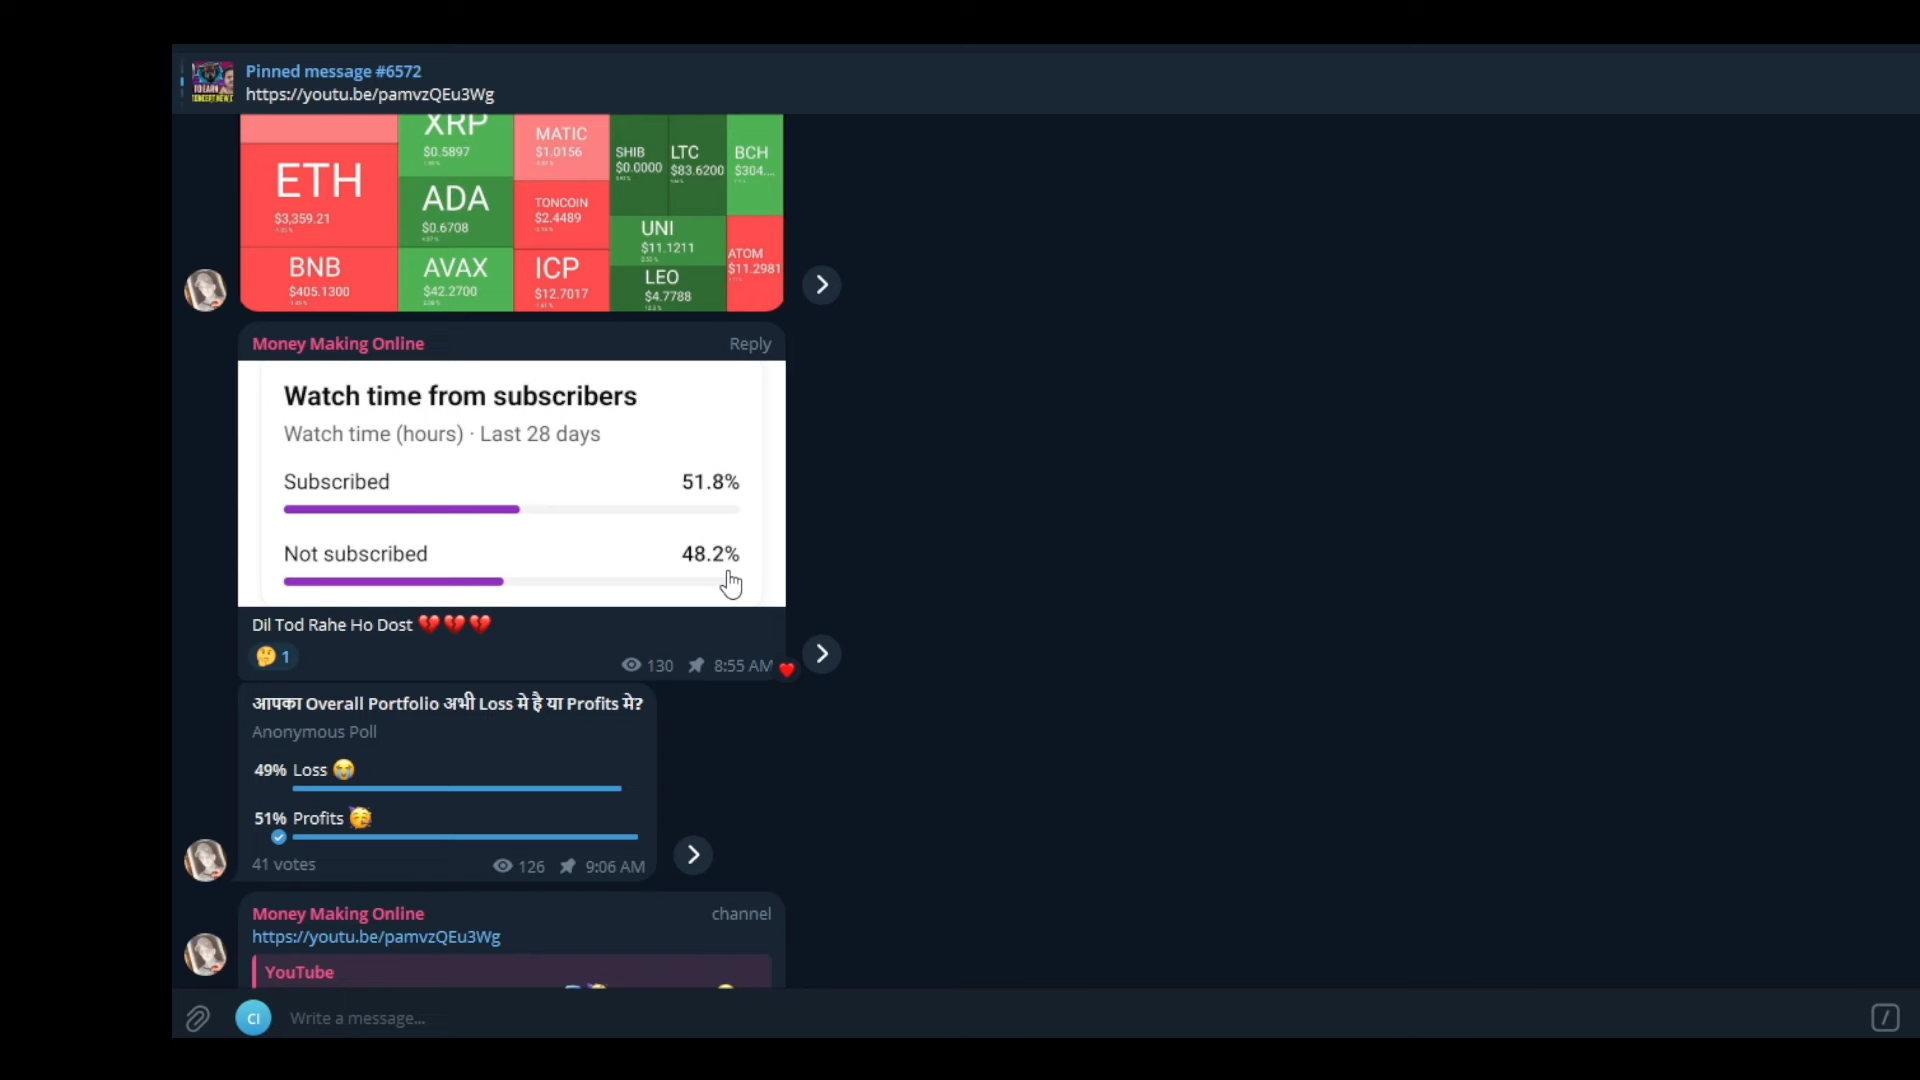 Pinned message #6572
https://youtu.be/pamvzQEu3Wg
XRP
$0.5897
MATIC
$1.0156
SHIB
$0.0000
LTC
$83.6200
BCH
$304....
ETH
$3,359.21
ADA
$0.6708
TONCOIN
$2.4489
UNI
$11.1211
ATOM
$11.2981
BNB
$405.1300
AVAX
$42.2700
ICP
$12.7017
LEO
$4.7788
Money Making Online Reply
Watch time from subscribers
Watch time (hours) · Last 28 days
Subscribed 51.8%
Not subscribed 48.2%
Dil Tod Rahe Ho Dost 💔💔💔
🤔 1
130 8:55 AM
आपका Overall Portfolio अभी Loss मे है या Profits मे?
Anonymous Poll
49% Loss 😭
51% Profits 🥳
41 votes 126 9:06 AM
Money Making Online channel
https://youtu.be/pamvzQEu3Wg
YouTube
CI Write a message...